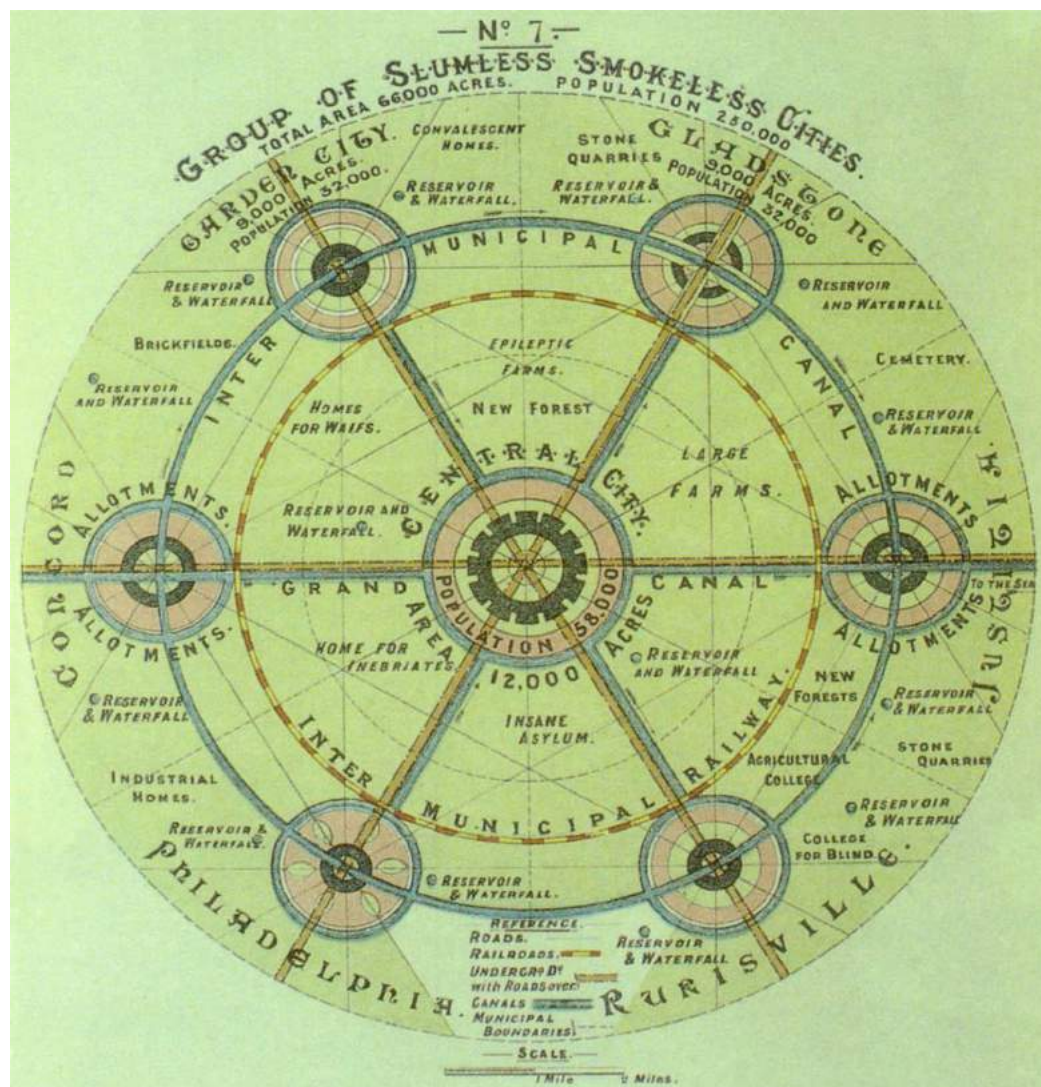 — Nº 7. —
GROUP OF SLUMLESS SMOKELESS CITIES.
TOTAL AREA 66,000 ACRES. POPULATION 250,000
GARDEN CITY.
9,000 ACRES.
POPULATION 32,000.
CONVALESCENT
HOMES.
STONE
QUARRIES
GLADSTONE
9,000 ACRES.
POPULATION
32,000
RESERVOIR
& WATERFALL
RESERVOIR &
WATERFALL.
INTER MUNICIPAL CANAL
RESERVOIR
& WATERFALL
RESERVOIR
AND WATERFALL
BRICKFIELDS.
EPILEPTIC
FARMS.
CEMETERY.
RESERVOIR
AND WATERFALL
HOMES
FOR WAIFS.
NEW FOREST
RESERVOIR
& WATERFALL
LARGE
FARMS.
CONCORD
ALLOTMENTS.
CENTRAL CITY.
ALLOTMENTS
RESERVOIR AND
WATERFALL.
GRAND CANAL
TO THE SEA
POPULATION 58,000
AREA 12,000 ACRES
ALLOTMENTS.
ALLOTMENTS
HOME FOR
INEBRIATES.
RESERVOIR
AND WATERFALL
RESERVOIR
& WATERFALL
NEW
FORESTS
RESERVOIR
& WATERFALL
INSANE
ASYLUM.
STONE
QUARRIES
INTER MUNICIPAL RAILWAY.
AGRICULTURAL
COLLEGE
INDUSTRIAL
HOMES.
RESERVOIR
& WATERFALL
RESERVOIR &
WATERFALL.
COLLEGE
FOR BLIND.
RESERVOIR
& WATERFALL.
PHILADELPHIA.
RURISVILLE.
REFERENCE.
ROADS.
RAILROADS.
UNDERGRD Dº
with ROADS over
CANALS
MUNICIPAL
BOUNDARIES.
RESERVOIR
& WATERFALL
— SCALE. —
1 Mile 2 Miles.